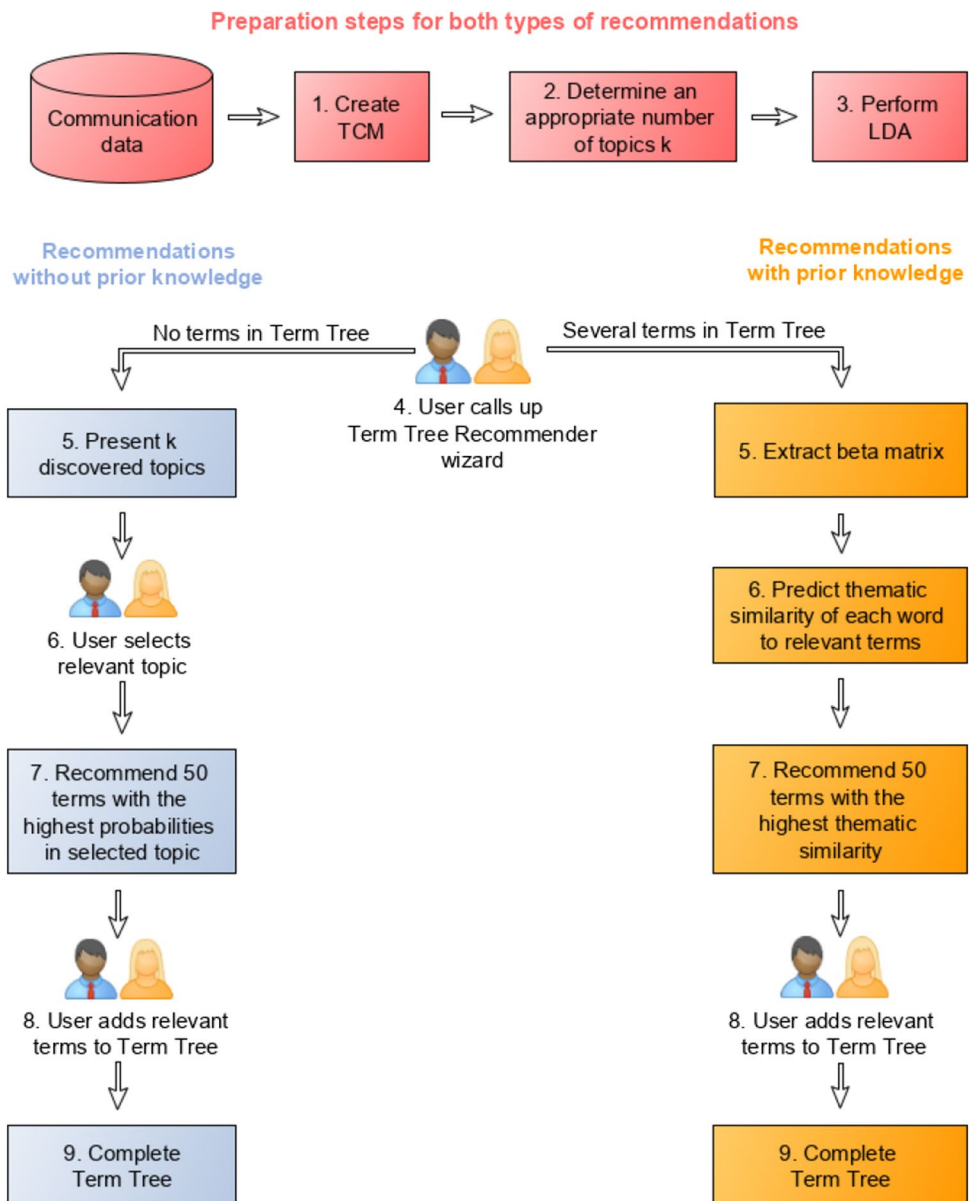 Preparation steps for both types of recommendations
Communication
data
1. Create
TCM
2. Determine an
appropriate number
of topics k
3. Perform
LDA
Recommendations
without prior knowledge
Recommendations
with prior knowledge
No terms in Term Tree
Several terms in Term Tree
4. User calls up
Term Tree Recommender
wizard
5. Present k
discovered topics
6. User selects
relevant topic
7. Recommend 50
terms with the
highest probabilities
in selected topic
8. User adds relevant
terms to Term Tree
9. Complete
Term Tree
5. Extract beta matrix
6. Predict thematic
similarity of each word
to relevant terms
7. Recommend 50
terms with the
highest thematic
similarity
8. User adds relevant
terms to Term Tree
9. Complete
Term Tree